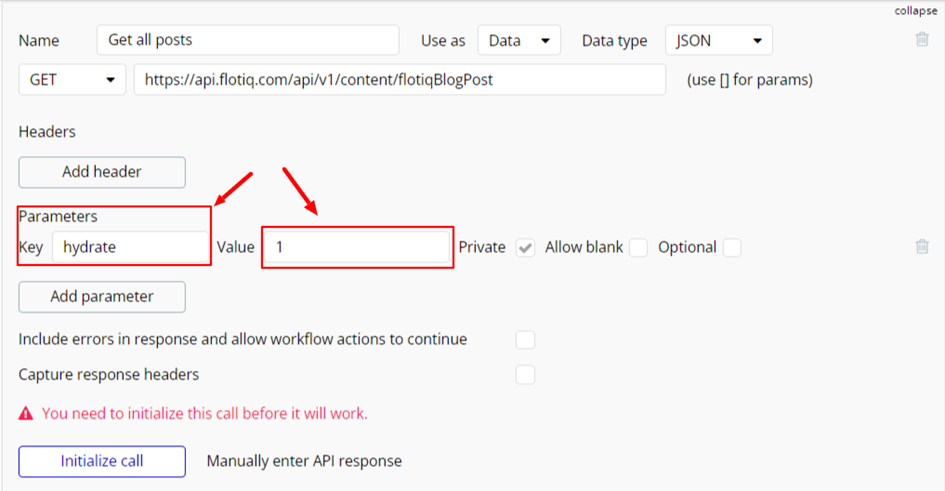 collapse
Name Get all posts Use as Data Data type JSON
GET https://api.flotiq.com/api/v1/content/flotiqBlogPost (use [] for params)
Headers
Add header
Parameters
Key hydrate Value 1 Private Allow blank Optional
Add parameter
Include errors in response and allow workflow actions to continue
Capture response headers
You need to initialize this call before it will work.
Initialize call Manually enter API response